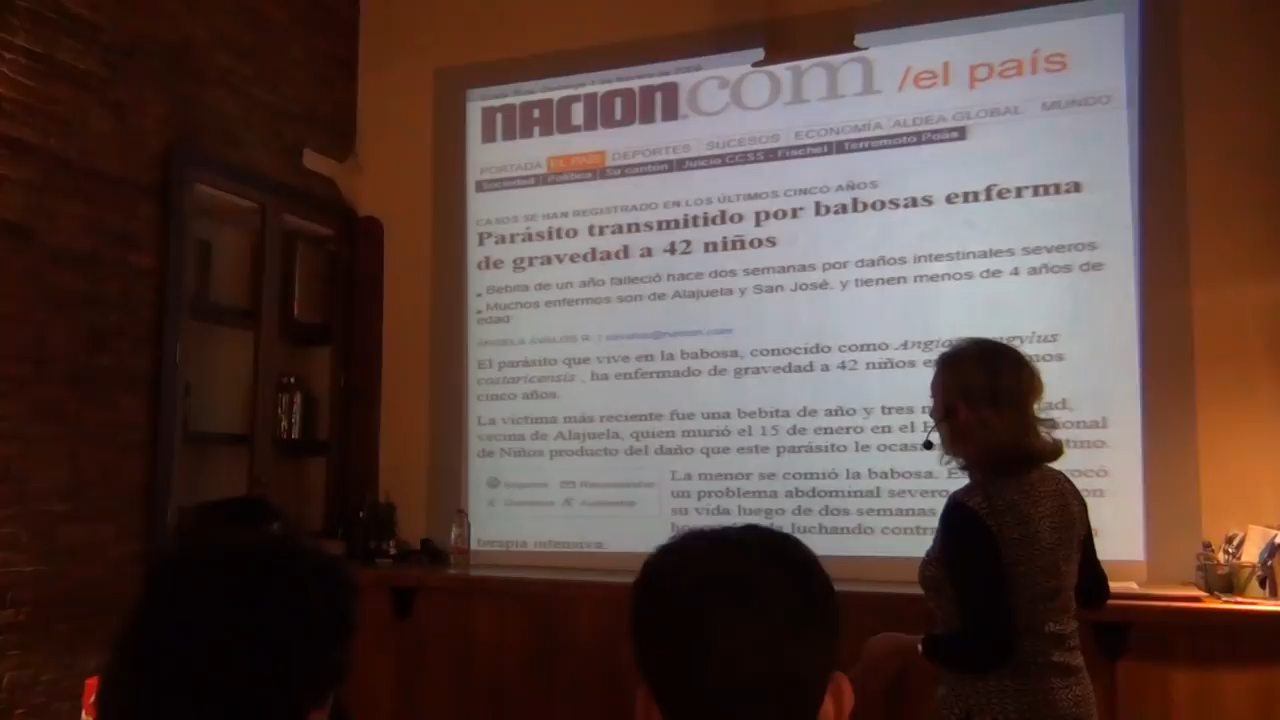 nacion.com /el país
PORTADA EL PAÍS DEPORTES SUCESOS ECONOMÍA ALDEA GLOBAL MUNDO
Sociedad | Política | Su cantón | Juicio CCSS - Fischel | Terremoto Poás
CASOS SE HAN REGISTRADO EN LOS ÚLTIMOS CINCO AÑOS
Parásito transmitido por babosas enferma
de gravedad a 42 niños
Bebita de un año falleció hace dos semanas por daños intestinales severos
Muchos enfermos son de Alajuela y San José, y tienen menos de 4 años de
edad
El parásito que vive en la babosa, conocido como
costaricensis , ha enfermado de gravedad a 42 niños
cinco años.
La víctima más reciente fue una bebita de año y tres
vecina de Alajuela, quien murió el 15 de enero en el
de Niños producto del daño que este parásito le
La menor se comió la babosa.
un problema abdominal severo
su vida luego de dos semanas
luchando
terapia intensiva.